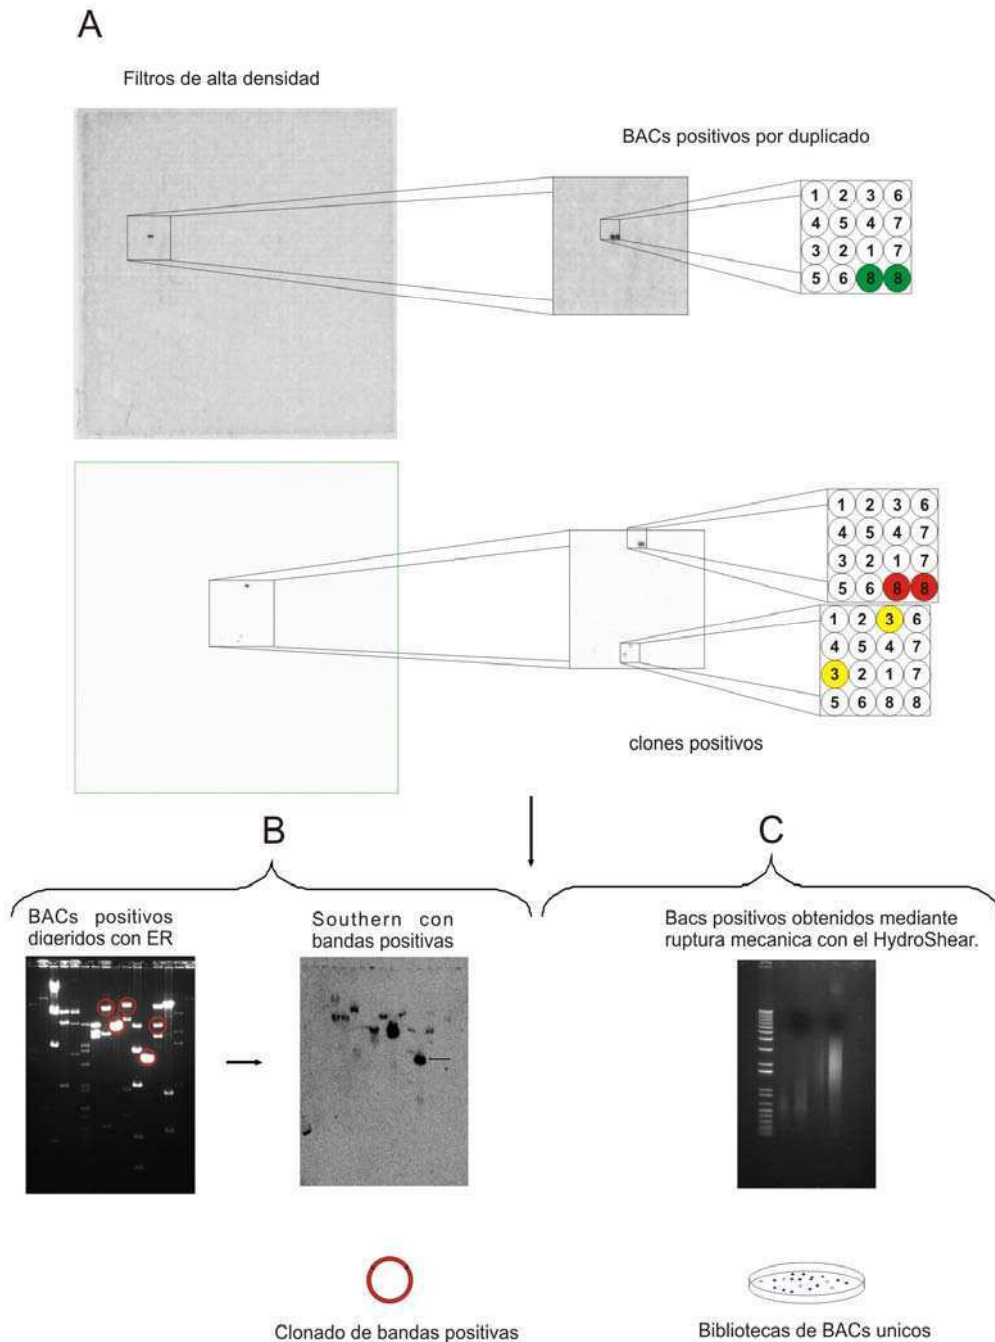 A
Filtros de alta densidad
BACs positivos por duplicado
1 2 3 6
4 5 4 7
3 2 1 7
5 6 8 8
1 2 3 6
4 5 4 7
3 2 1 7
5 6 8 8
1 2 3 6
4 5 4 7
3 2 1 7
5 6 8 8
clones positivos
B
BACs positivos
digeridos con ER
Southern con
bandas positivas
C
Bacs positivos obtenidos mediante
ruptura mecanica con el HydroShear.
Clonado de bandas positivas
Bibliotecas de BACs unicos